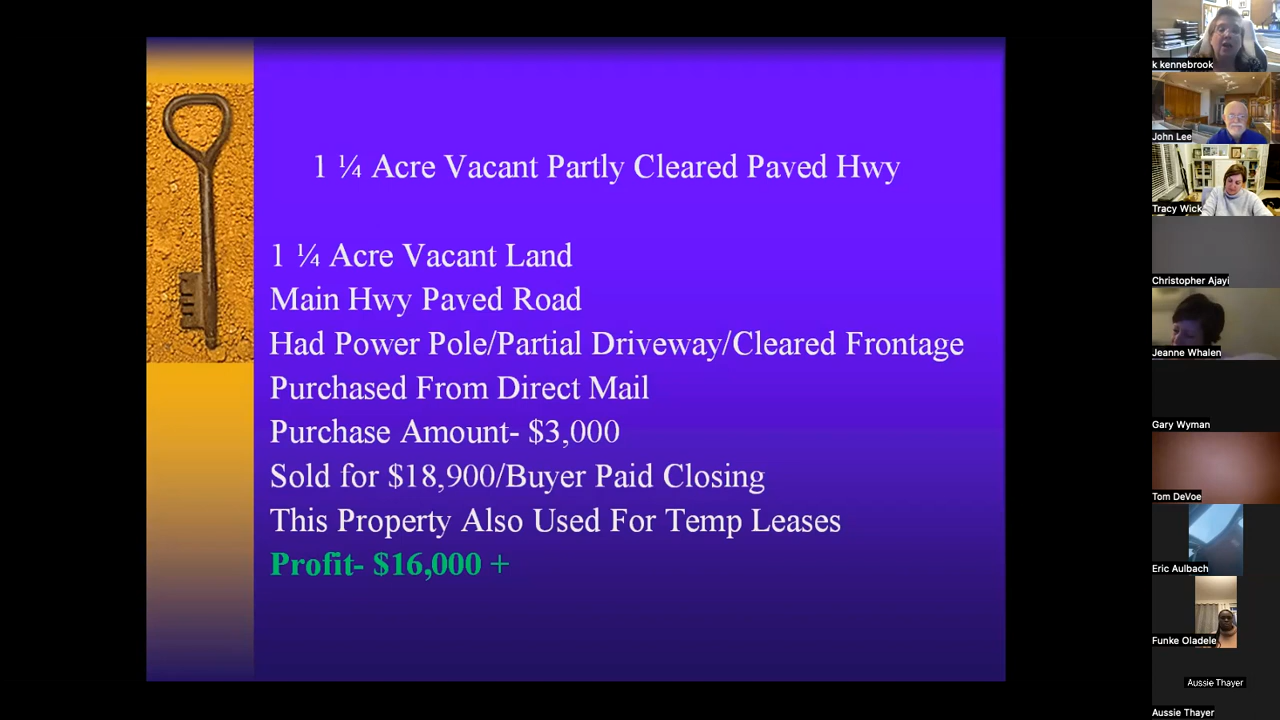 1 ¼ Acre Vacant Partly Cleared Paved Hwy
1 ¼ Acre Vacant Land
Main Hwy Paved Road
Had Power Pole/Partial Driveway/Cleared Frontage
Purchased From Direct Mail
Purchase Amount- $3,000
Sold for $18,900/Buyer Paid Closing
This Property Also Used For Temp Leases
Profit- $16,000 +
k kennebrook
John Lee
Tracy Wick
Christopher Ajayi
Jeanne Whalen
Gary Wyman
Tom DeVoe
Eric Aulbach
Funke Oladele
Aussie Thayer
Aussie Thayer